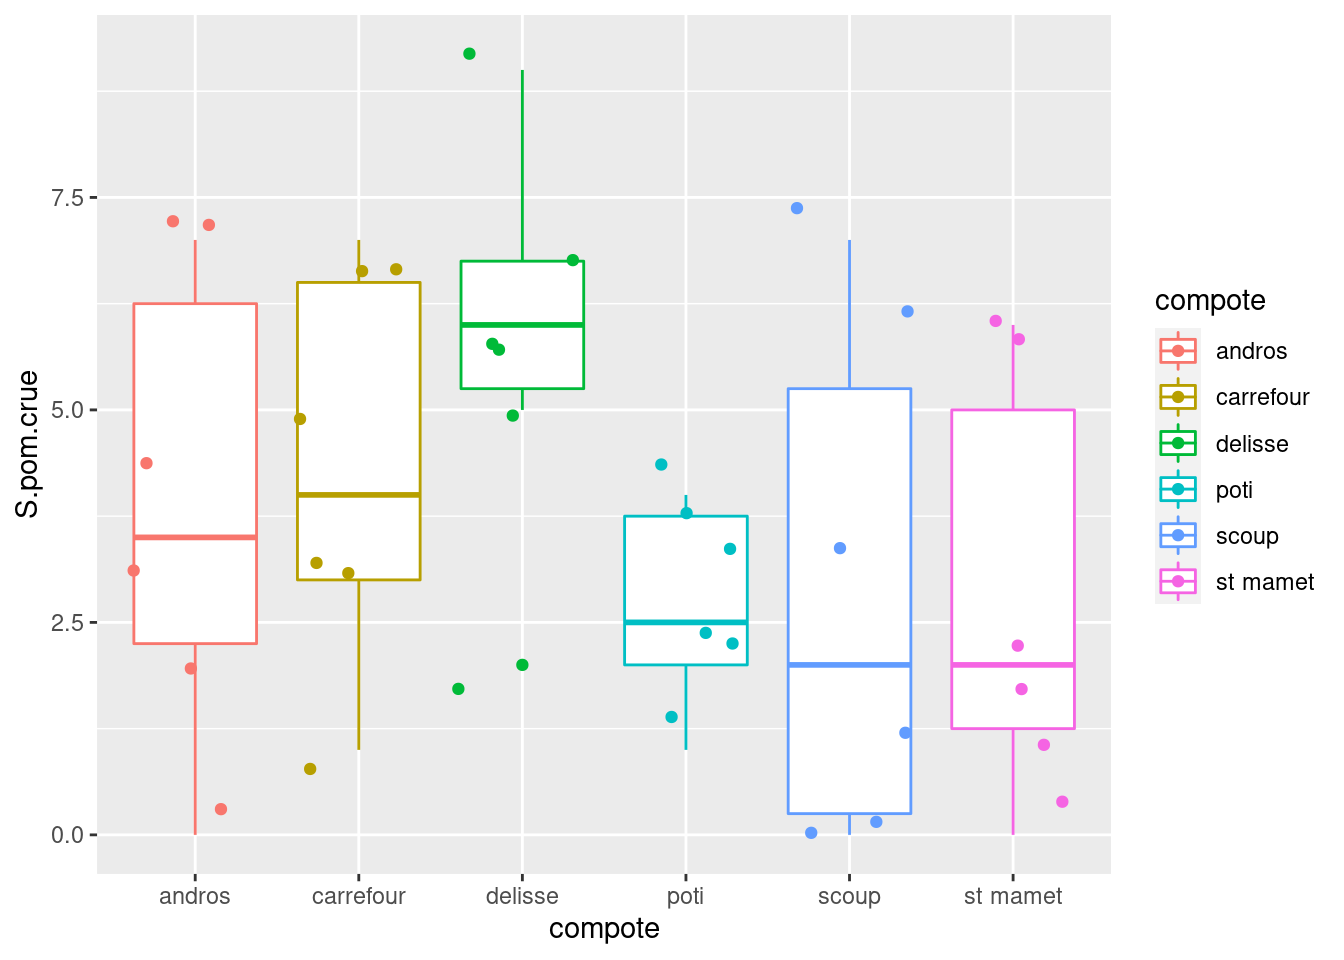 7.5
5.0
2.5
0.0
S.pom.crue
andros
carrefour
delisse
poti
scoup
st mamet
compote
compote
andros
carrefour
delisse
poti
scoup
st mamet